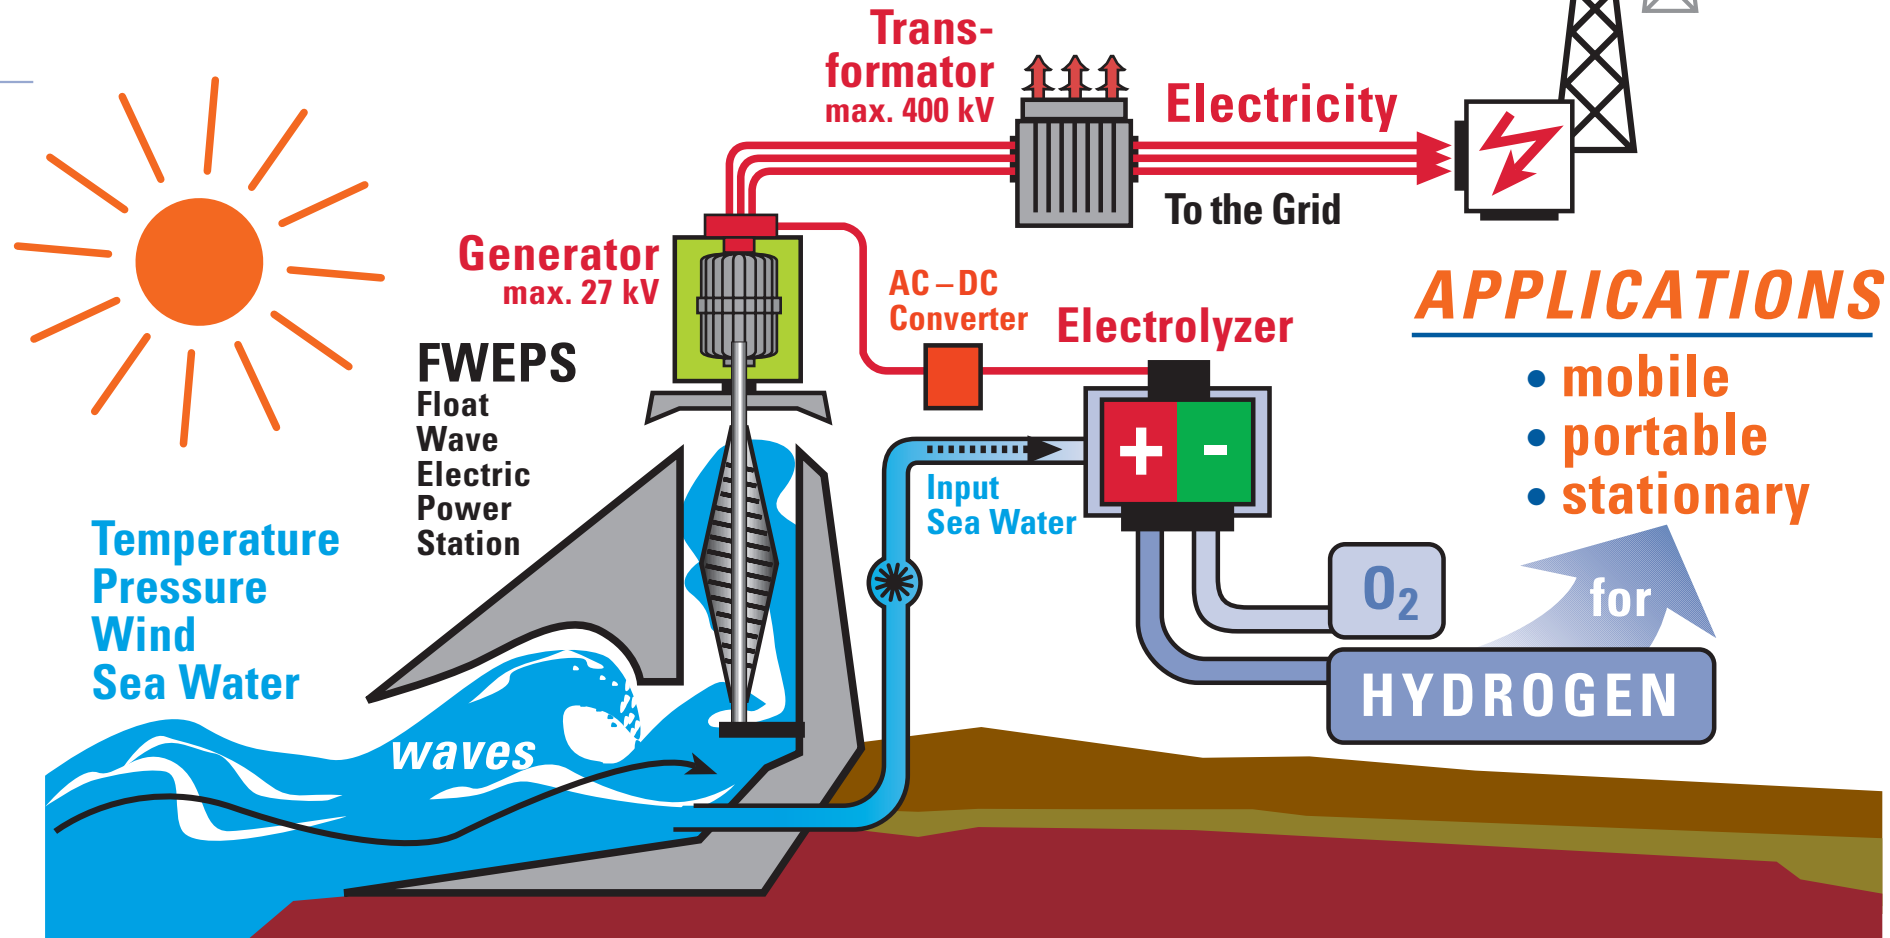 Trans-
formator
max. 400 kV
Electricity
To the Grid
Generator
max. 27 kV
AC – DC
Converter
Electrolyzer
APPLICATIONS
• mobile
• portable
• stationary
FWEPS
Float
Wave
Electric
Power
Station
+ -
Input
Sea Water
Temperature
Pressure
Wind
Sea Water
O₂
for
HYDROGEN
waves